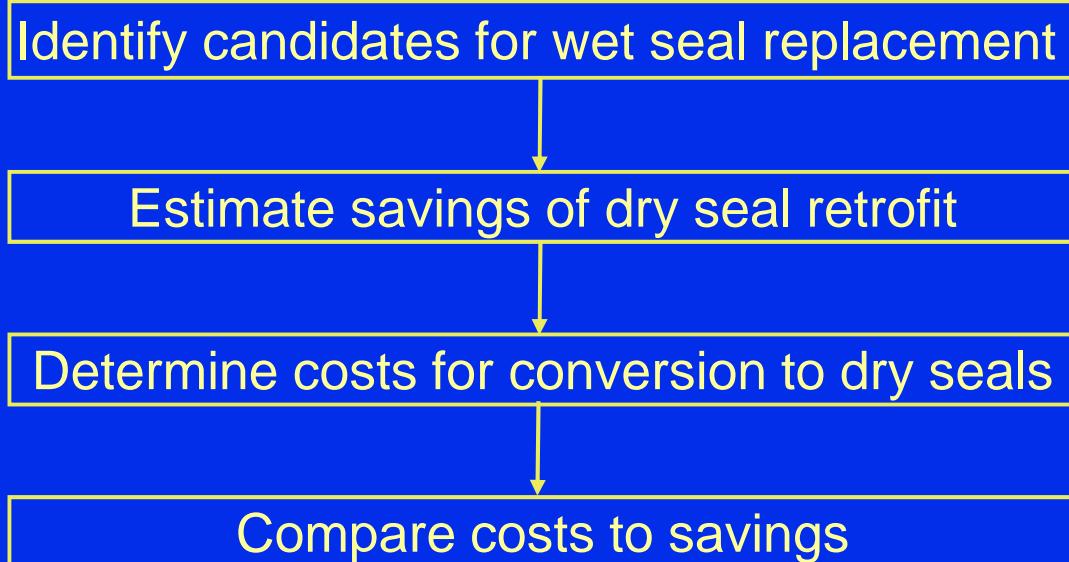 Identify candidates for wet seal replacement
Estimate savings of dry seal retrofit
Determine costs for conversion to dry seals
Compare costs to savings